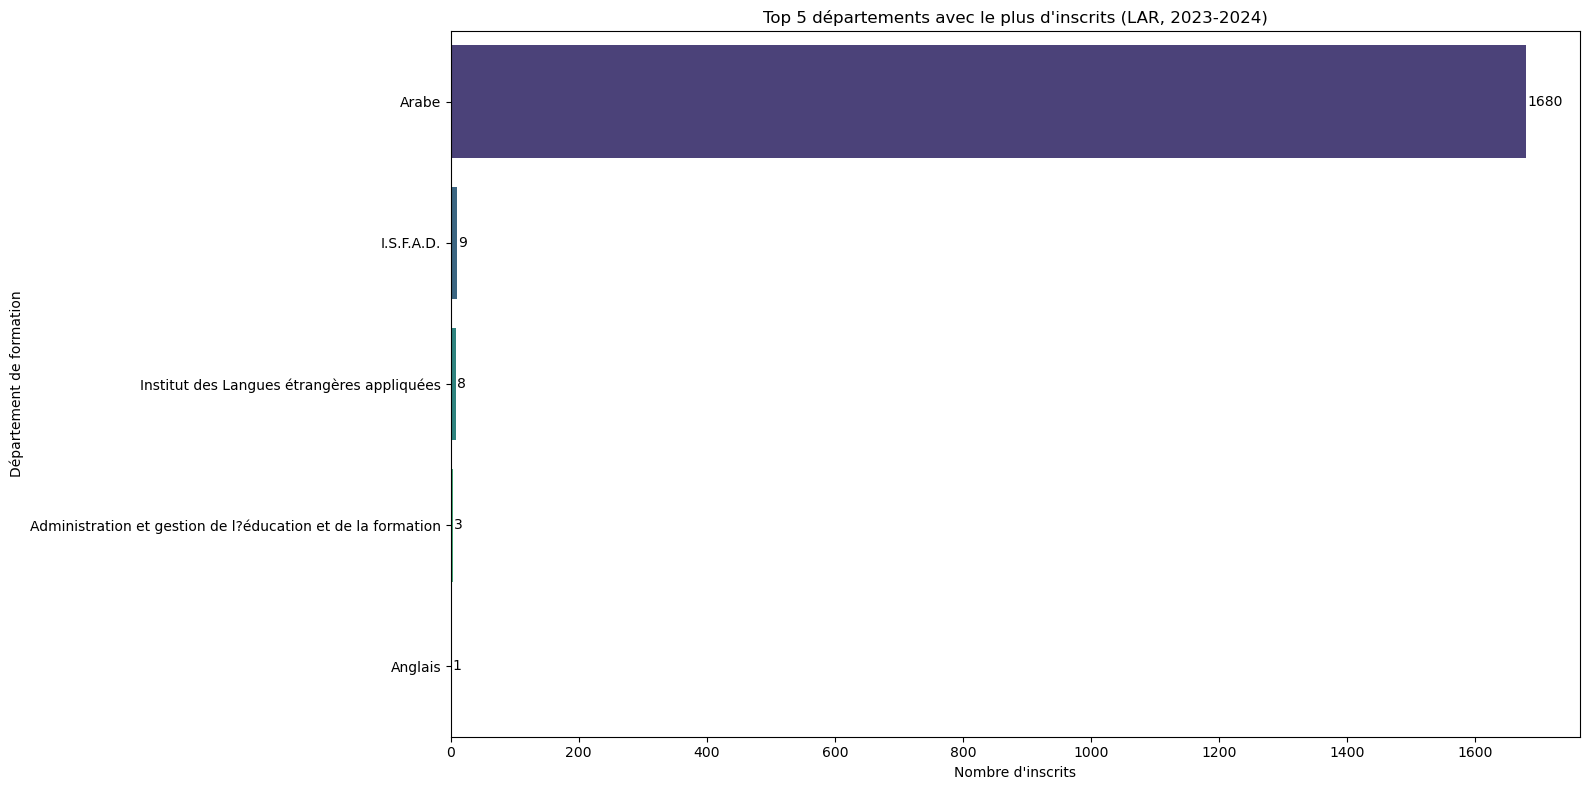 Top 5 départements avec le plus d'inscrits (LAR, 2023-2024)
Département de formation
Arabe
1680
I.S.F.A.D.
9
Institut des Langues étrangères appliquées
8
Administration et gestion de l?éducation et de la formation
3
Anglais
1
0 200 400 600 800 1000 1200 1400 1600
Nombre d'inscrits